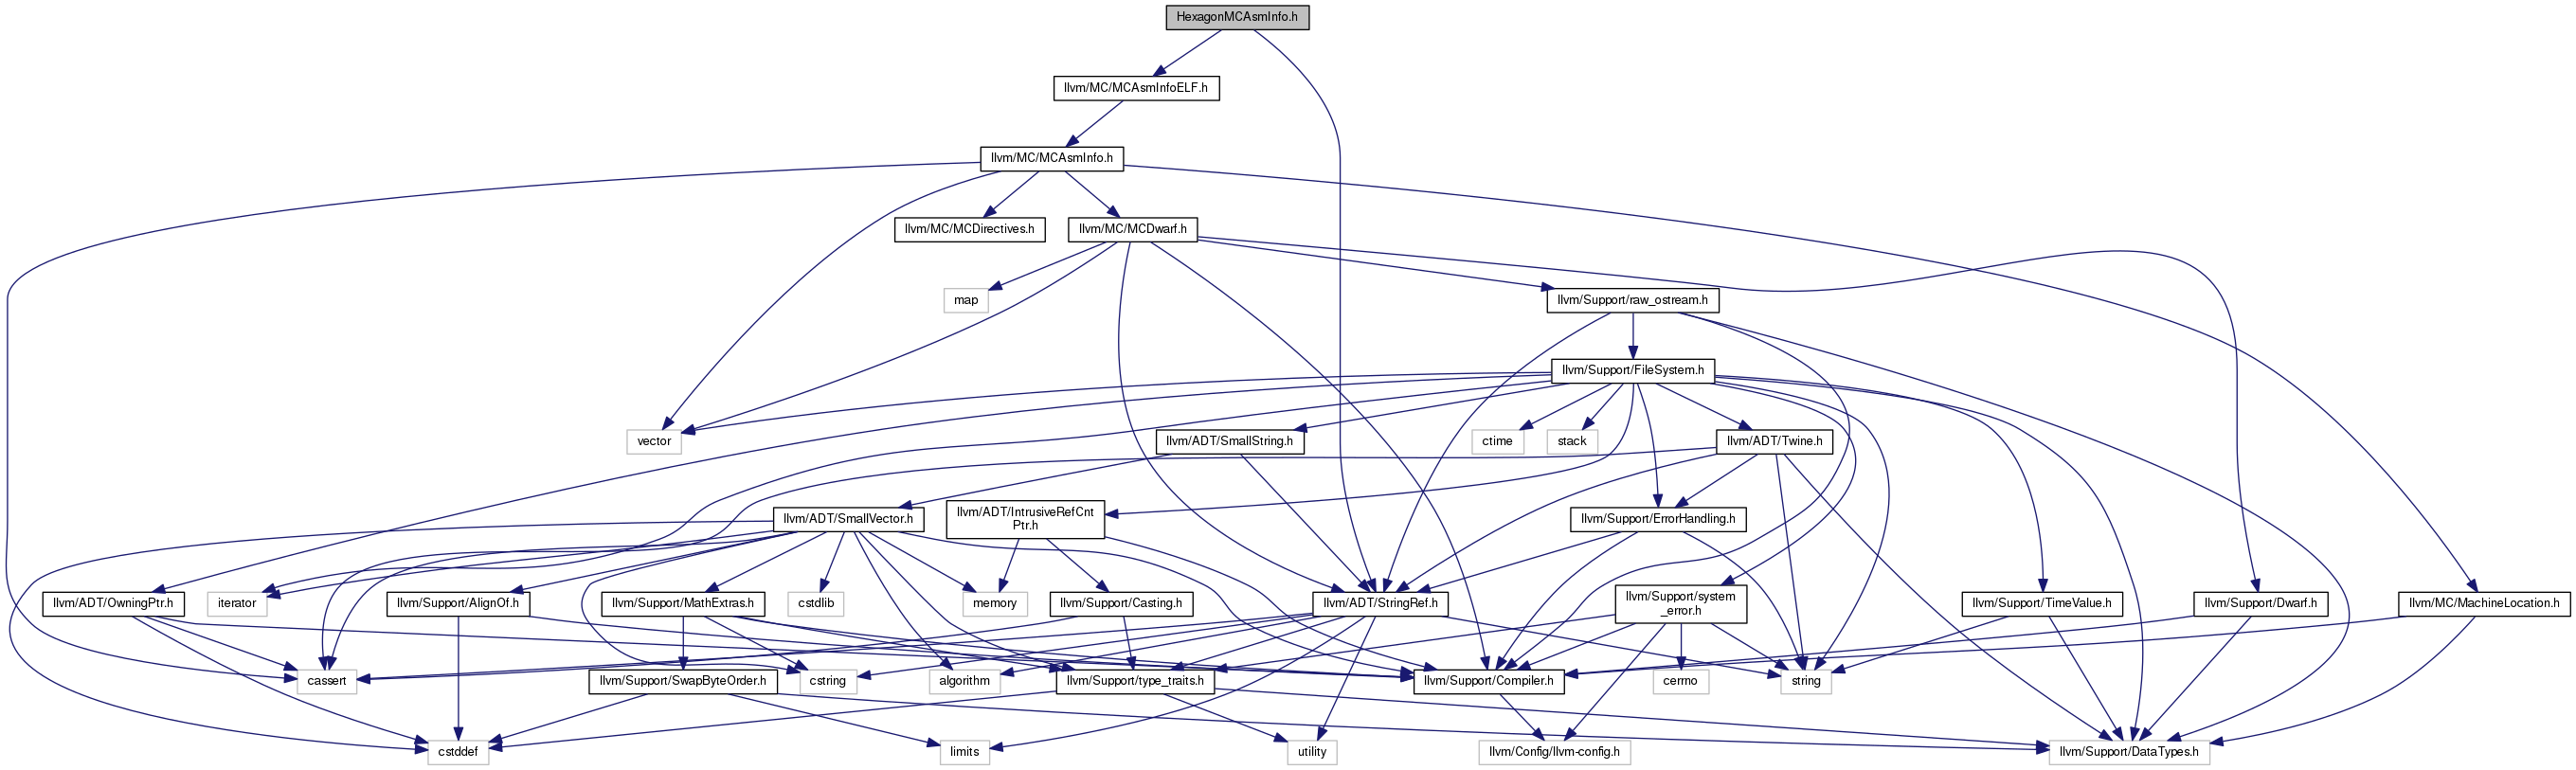 HexagonMCAsmInfo.h
llvm/MC/MCAsmInfoELF.h
llvm/MC/MCAsmInfo.h
llvm/MC/MCDirectives.h
llvm/MC/MCDwarf.h
map
llvm/Support/raw_ostream.h
llvm/Support/FileSystem.h
vector
llvm/ADT/SmallString.h
ctime
stack
llvm/ADT/Twine.h
llvm/ADT/SmallVector.h
llvm/ADT/IntrusiveRefCnt
Ptr.h
llvm/Support/ErrorHandling.h
llvm/ADT/OwningPtr.h
iterator
llvm/Support/AlignOf.h
llvm/Support/MathExtras.h
cstdlib
memory
llvm/Support/Casting.h
llvm/ADT/StringRef.h
llvm/Support/system
_error.h
llvm/Support/TimeValue.h
llvm/Support/Dwarf.h
llvm/MC/MachineLocation.h
cassert
llvm/Support/SwapByteOrder.h
cstring
algorithm
llvm/Support/type_traits.h
llvm/Support/Compiler.h
cerrno
string
cstddef
limits
utility
llvm/Config/llvm-config.h
llvm/Support/DataTypes.h